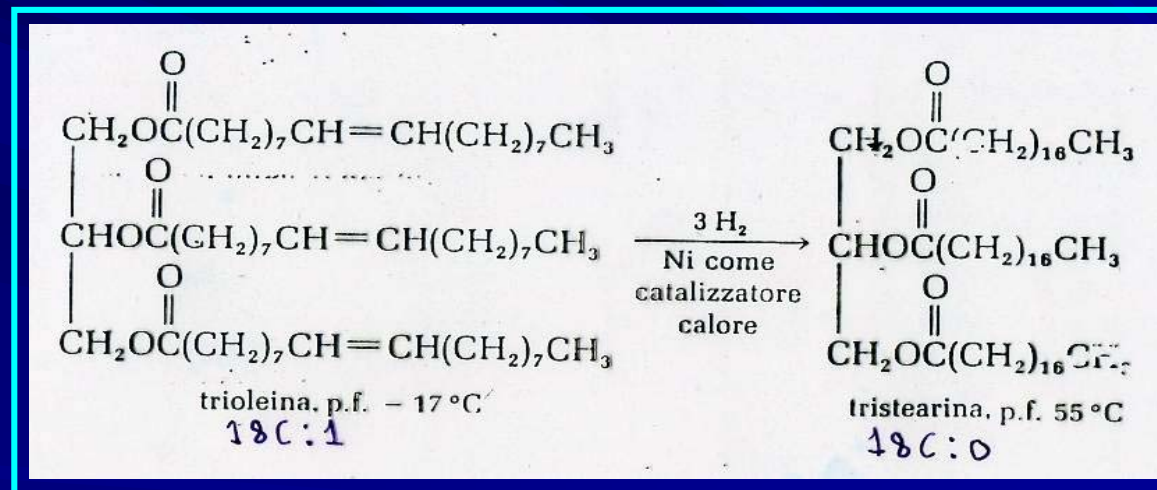 O O
CH₂OC(CH₂)₇CH=CH(CH₂)₇CH₃ CH₂OC(CH₂)₁₆CH₃
O O
CHOC(CH₂)₇CH=CH(CH₂)₇CH₃ 3 H₂ CHOC(CH₂)₁₆CH₃
Ni come
catalizzatore
calore
O O
CH₂OC(CH₂)₇CH=CH(CH₂)₇CH₃ CH₂OC(CH₂)₁₆
trioleina, p.f. – 17 °C tristearina, p.f. 55 °C
18C:1 18C:0